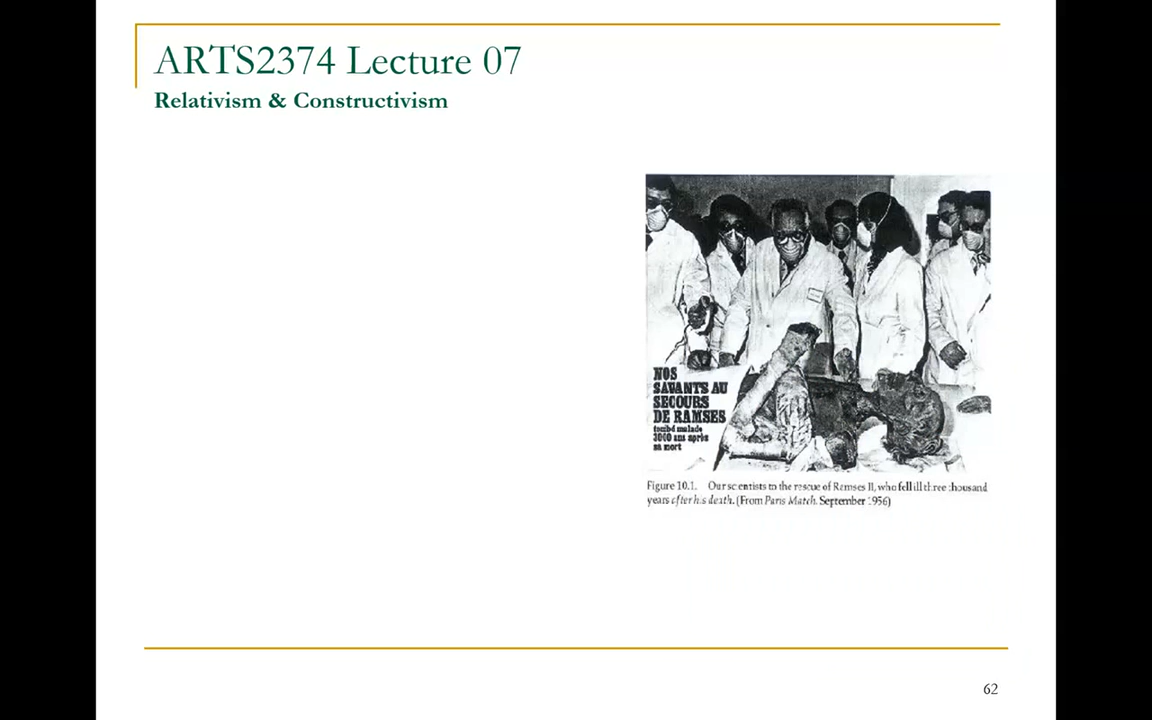 ARTS2374 Lecture 07
Relativism & Constructivism
NOS
SAVANTS AU
SECOURS
DE RAMSES
tombé malade
3000 ans après
sa mort
Figure 10.1. Our scientists to the rescue of Ramses II, who fell ill three thousand
years after his death. (From Paris Match, September 1956)
62